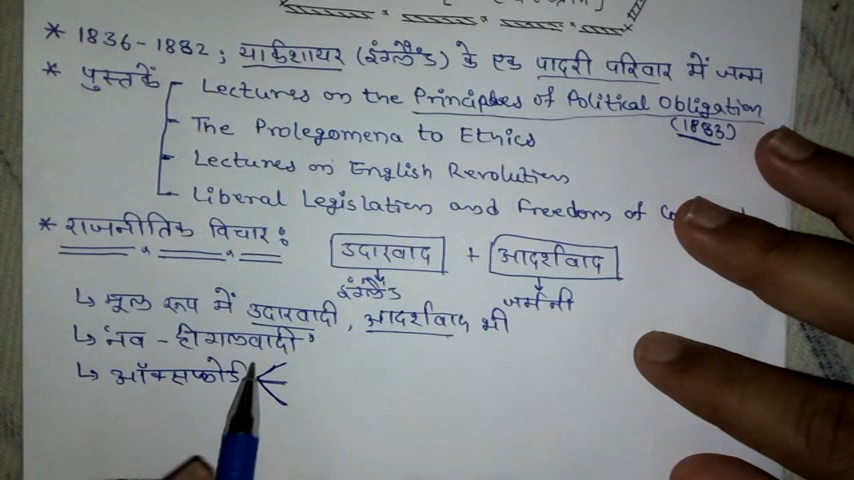 * 1836-1882; यार्कशायर (इंग्लैंड) के एक पादरी परिवार में जन्म
* पुस्तकें - Lectures on the Principles of Political Obligation
(1883)
- The Prolegomena to Ethics
- Lectures on English Revolution
- Liberal Legislation and Freedom of
* राजनीतिक विचार :
उदारवाद + आदर्शवाद
इंग्लैंड जर्मनी
↳ मूल रूप में उदारवादी, आदर्शवाद भी
↳ नव-हीगलवादी'
↳ ऑक्सफोर्ड